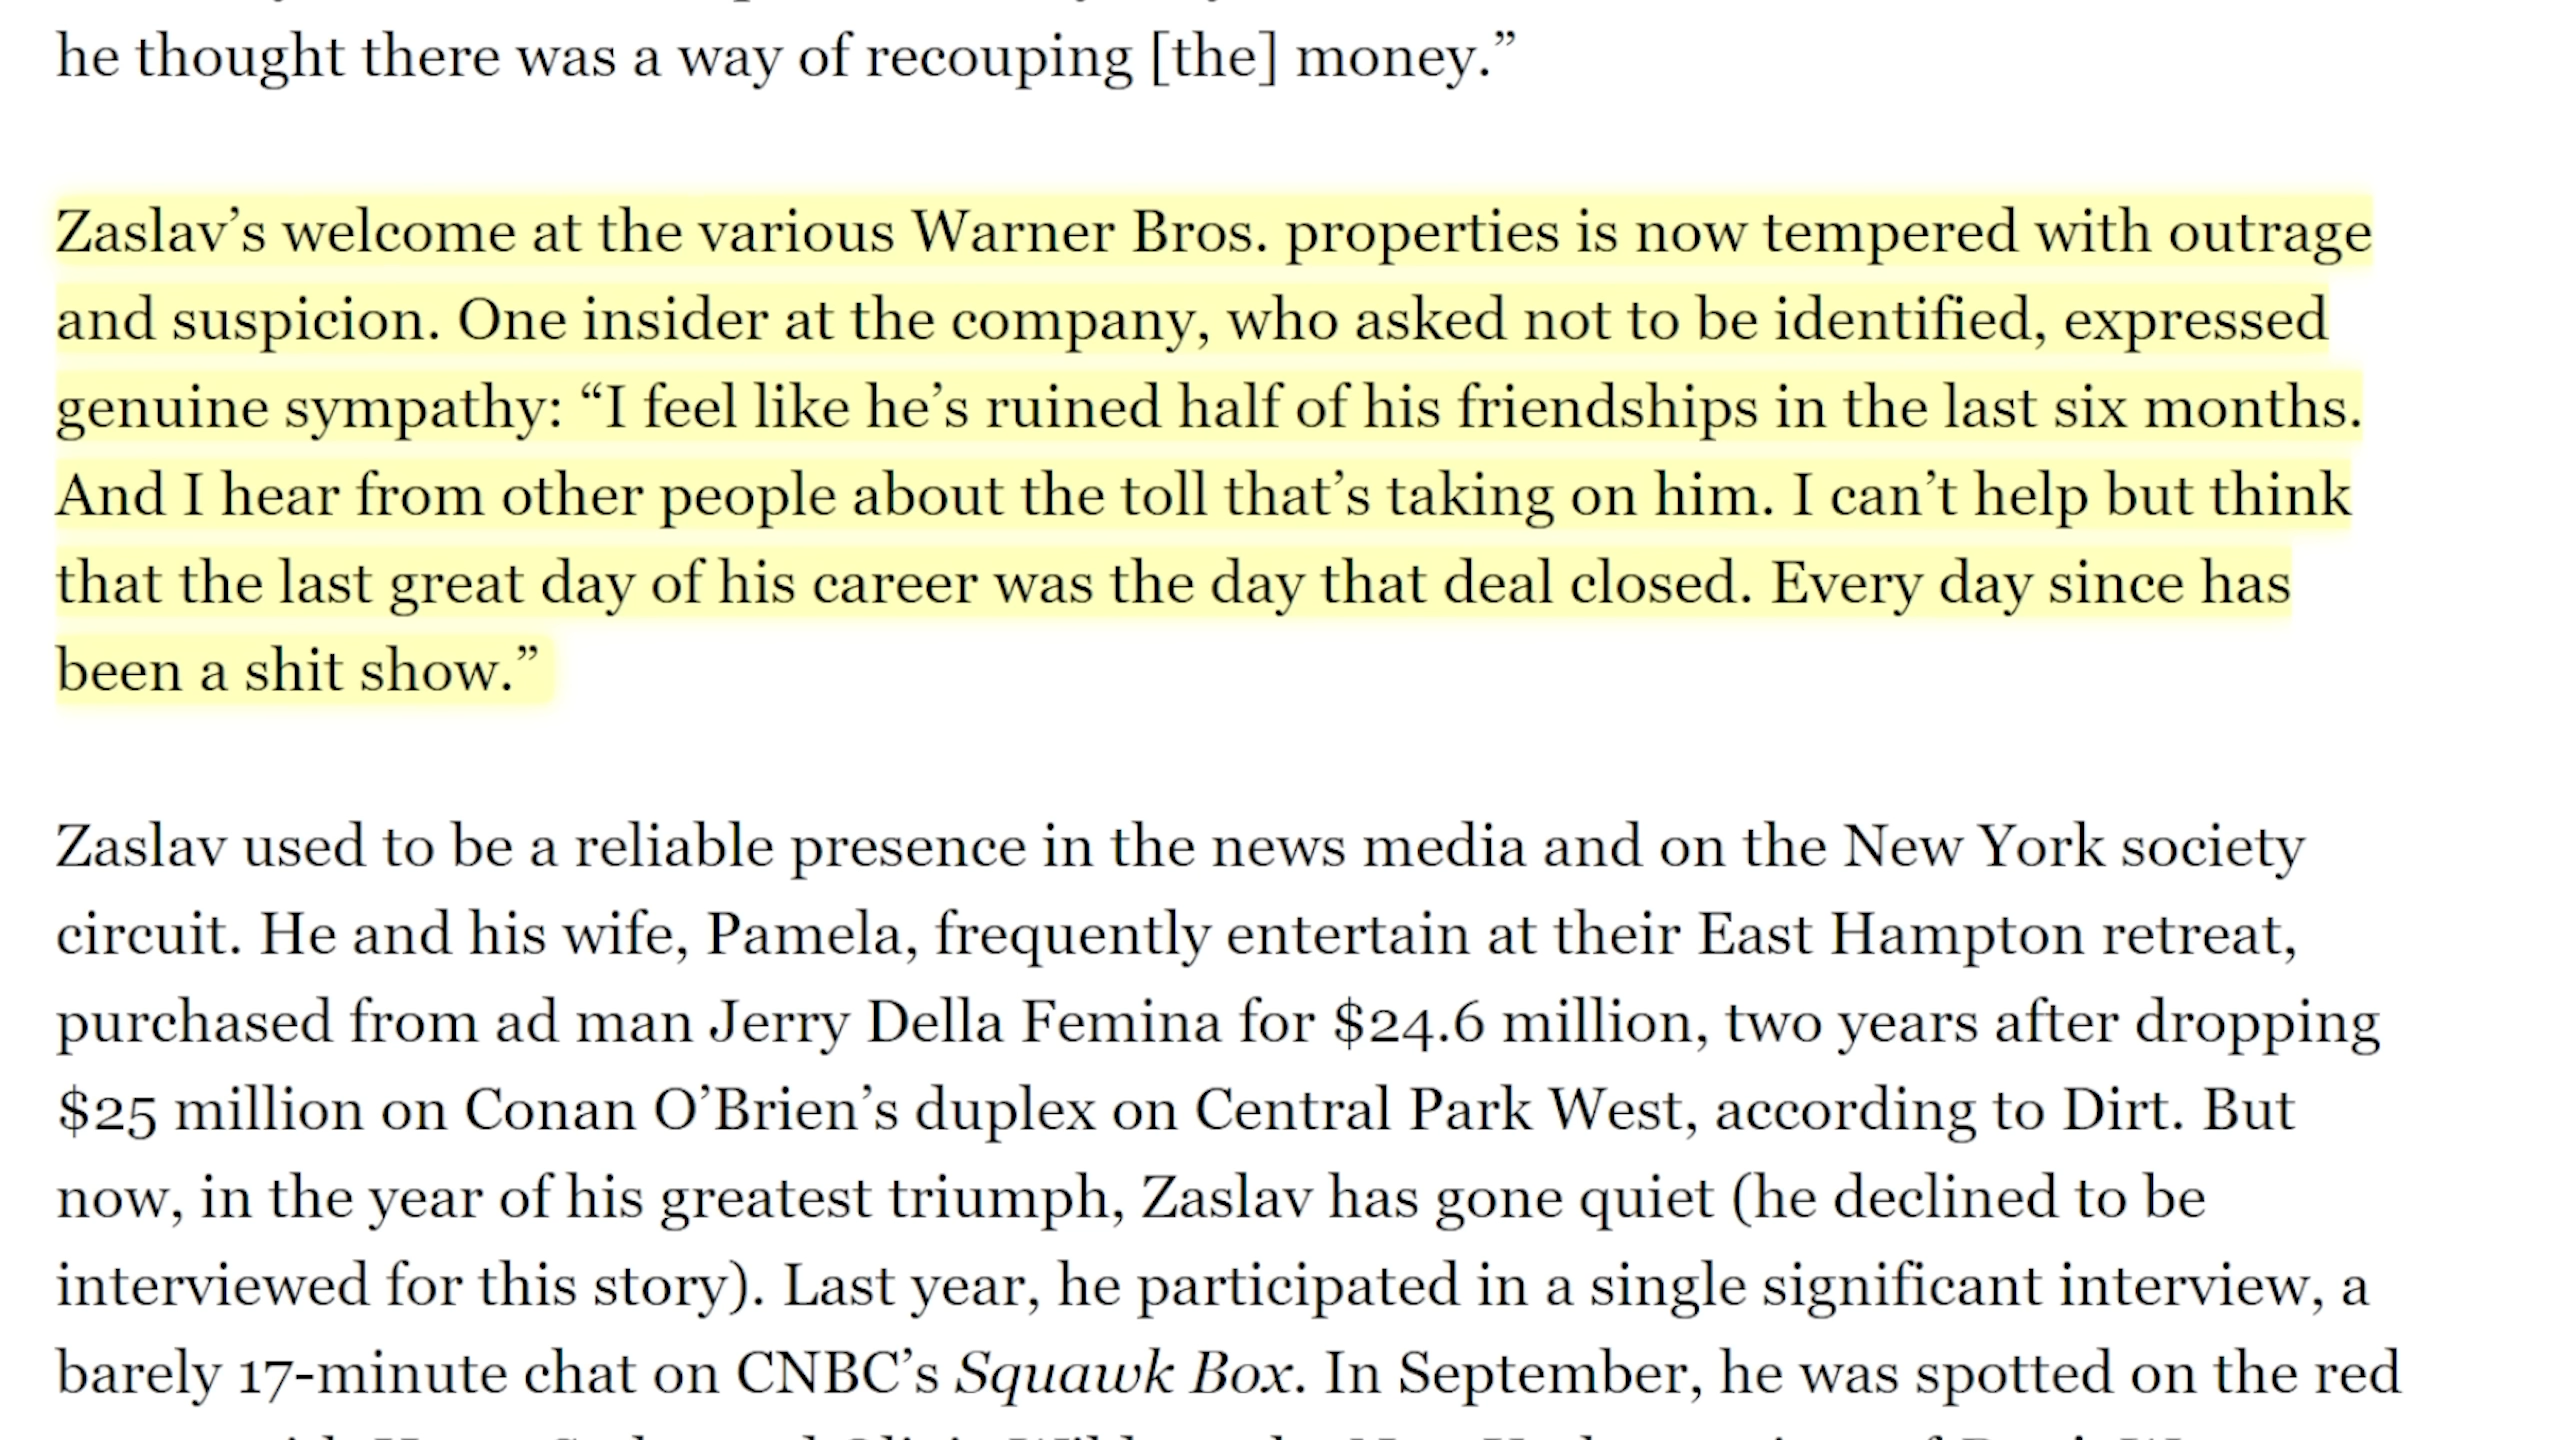 he thought there was a way of recouping [the] money.”
Zaslav’s welcome at the various Warner Bros. properties is now tempered with outrage
and suspicion. One insider at the company, who asked not to be identified, expressed
genuine sympathy: “I feel like he’s ruined half of his friendships in the last six months.
And I hear from other people about the toll that’s taking on him. I can’t help but think
that the last great day of his career was the day that deal closed. Every day since has
been a shit show.”
Zaslav used to be a reliable presence in the news media and on the New York society
circuit. He and his wife, Pamela, frequently entertain at their East Hampton retreat,
purchased from ad man Jerry Della Femina for $24.6 million, two years after dropping
$25 million on Conan O’Brien’s duplex on Central Park West, according to Dirt. But
now, in the year of his greatest triumph, Zaslav has gone quiet (he declined to be
interviewed for this story). Last year, he participated in a single significant interview, a
barely 17-minute chat on CNBC’s Squawk Box. In September, he was spotted on the red